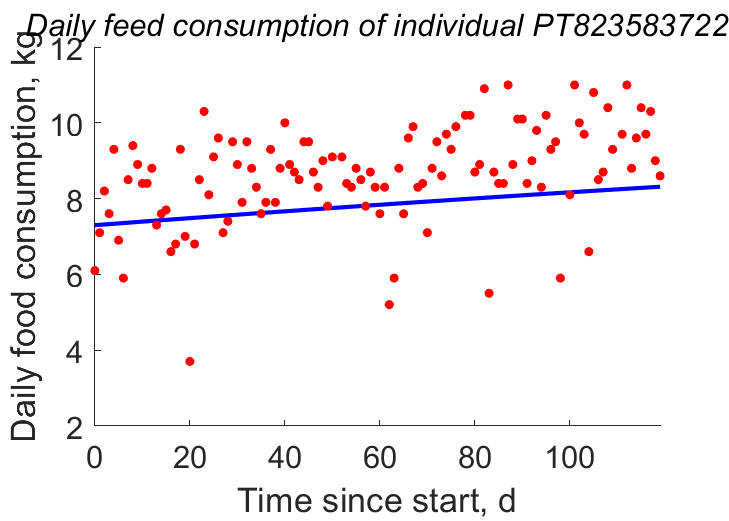 Daily feed consumption of individual PT823583722
Daily food consumption, kg
12
10
8
6
4
2
0 20 40 60 80 100
Time since start, d